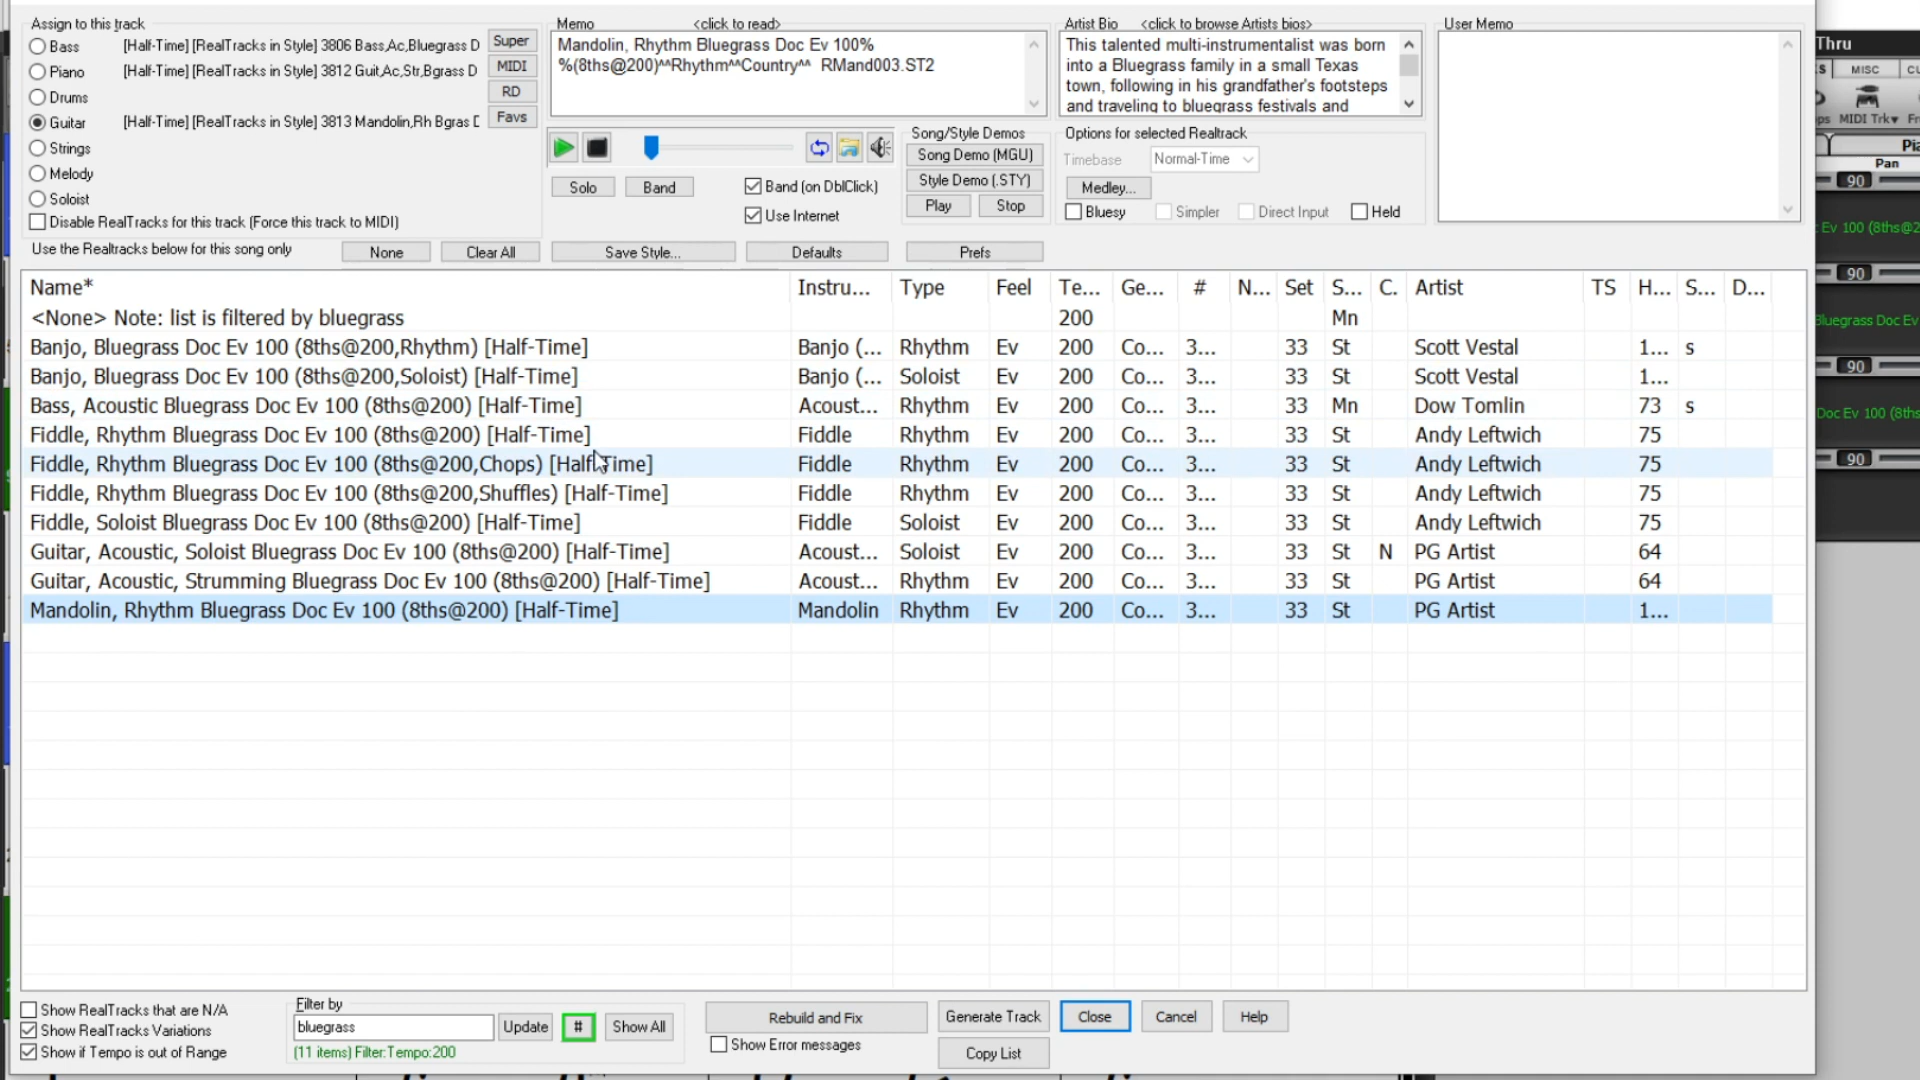 Assign to this track
Bass [Half-Time] [RealTracks in Style] 3806 Bass,Ac,Bluegrass D
Piano [Half-Time] [RealTracks in Style] 3812 Guit,Ac,Str,Bgrass D
Drums
Guitar [Half-Time] [RealTracks in Style] 3813 Mandolin,Rh Bgras D
Strings
Melody
Soloist
Disable RealTracks for this track (Force this track to MIDI)
Use the Realtracks below for this song only
Super
MIDI
RD
Favs
None
Clear All
Memo <click to read>
Mandolin, Rhythm Bluegrass Doc Ev 100%
%(8ths@200)^^Rhythm^^Country^^ RMand003.ST2
Solo
Band
Band (on DblClick)
Use Internet
Save Style...
Defaults
Song/Style Demos
Song Demo (MGU)
Style Demo (.STY)
Play
Stop
Prefs
Artist Bio <click to browse Artists bios>
This talented multi-instrumentalist was born
into a Bluegrass family in a small Texas
town, following in his grandfather's footsteps
and traveling to bluegrass festivals and
Options for selected Realtrack
Timebase Normal-Time
Medley...
Bluesy Simpler Direct Input Held
User Memo
Thru
MISC
MIDI Trk
Pia
Pan
90
Ev 100 (8ths@2
90
Bluegrass Doc Ev
90
Doc Ev 100 (8ths
90
Name* Instru... Type Feel Te... Ge... # N... Set S... C. Artist TS H... S... D...
<None> Note: list is filtered by bluegrass 200 Mn
Banjo, Bluegrass Doc Ev 100 (8ths@200,Rhythm) [Half-Time] Banjo (... Rhythm Ev 200 Co... 3... 33 St Scott Vestal 1... s
Banjo, Bluegrass Doc Ev 100 (8ths@200,Soloist) [Half-Time] Banjo (... Soloist Ev 200 Co... 3... 33 St Scott Vestal 1...
Bass, Acoustic Bluegrass Doc Ev 100 (8ths@200) [Half-Time] Acoust... Rhythm Ev 200 Co... 3... 33 Mn Dow Tomlin 73 s
Fiddle, Rhythm Bluegrass Doc Ev 100 (8ths@200) [Half-Time] Fiddle Rhythm Ev 200 Co... 3... 33 St Andy Leftwich 75
Fiddle, Rhythm Bluegrass Doc Ev 100 (8ths@200,Chops) [Half-Time] Fiddle Rhythm Ev 200 Co... 3... 33 St Andy Leftwich 75
Fiddle, Rhythm Bluegrass Doc Ev 100 (8ths@200,Shuffles) [Half-Time] Fiddle Rhythm Ev 200 Co... 3... 33 St Andy Leftwich 75
Fiddle, Soloist Bluegrass Doc Ev 100 (8ths@200) [Half-Time] Fiddle Soloist Ev 200 Co... 3... 33 St Andy Leftwich 75
Guitar, Acoustic, Soloist Bluegrass Doc Ev 100 (8ths@200) [Half-Time] Acoust... Soloist Ev 200 Co... 3... 33 St N PG Artist 64
Guitar, Acoustic, Strumming Bluegrass Doc Ev 100 (8ths@200) [Half-Time] Acoust... Rhythm Ev 200 Co... 3... 33 St PG Artist 64
Mandolin, Rhythm Bluegrass Doc Ev 100 (8ths@200) [Half-Time] Mandolin Rhythm Ev 200 Co... 3... 33 St PG Artist 1...
Show RealTracks that are N/A
Show RealTracks Variations
Show if Tempo is out of Range
Filter by
bluegrass
Update
#
Show All
(11 items) Filter:Tempo:200
Rebuild and Fix
Show Error messages
Generate Track
Copy List
Close
Cancel
Help